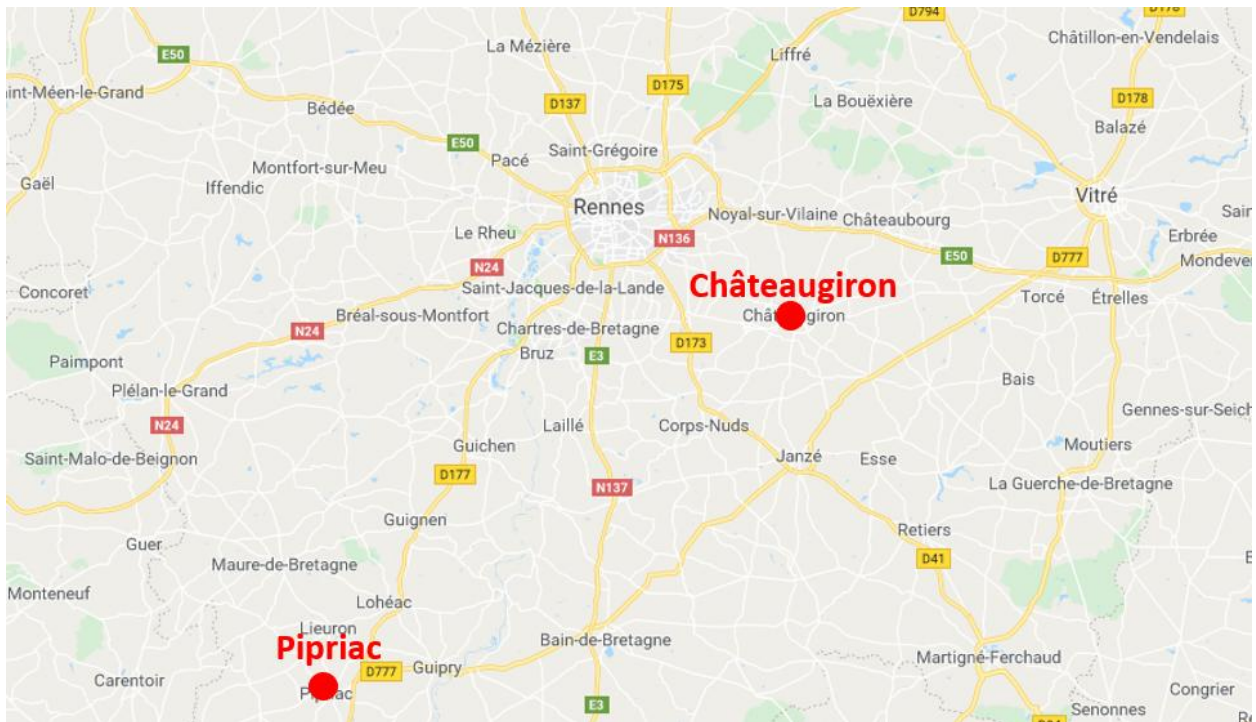 D178
D794
Châtillon-en-Vendelais
La Mézière
Liffré
E50
int-Méen-le-Grand
D175
D137
D178
La Bouëxière
Bédée
Balazé
E50
Saint-Grégoire
Pacé
Montfort-sur-Meu
Gaël
Iffendic
Vitré
Rennes
Noyal-sur-Vilaine
Châteaubourg
Le Rheu
N136
Erbrée
E50
D777
Mondeve
N24
Châteaugiron
Saint-Jacques-de-la-Lande
Concoret
Torcé
Étrelles
Bréal-sous-Montfort
N24
Chartres-de-Bretagne
D173
Bruz
E3
Paimpont
Bais
Plélan-le-Grand
Gennes-sur-Seich
N24
Laillé
Corps-Nuds
Guichen
Moutiers
Saint-Malo-de-Beignon
Janzé
Esse
D177
N137
La Guerche-de-Bretagne
Guignen
Retiers
Guer
D41
Maure-de-Bretagne
Monteneuf
Lohéac
Lieuron
Bain-de-Bretagne
Pipriac
Martigné-Ferchaud
D777
Guipry
Carentoir
Congrier
E3
Senonnes